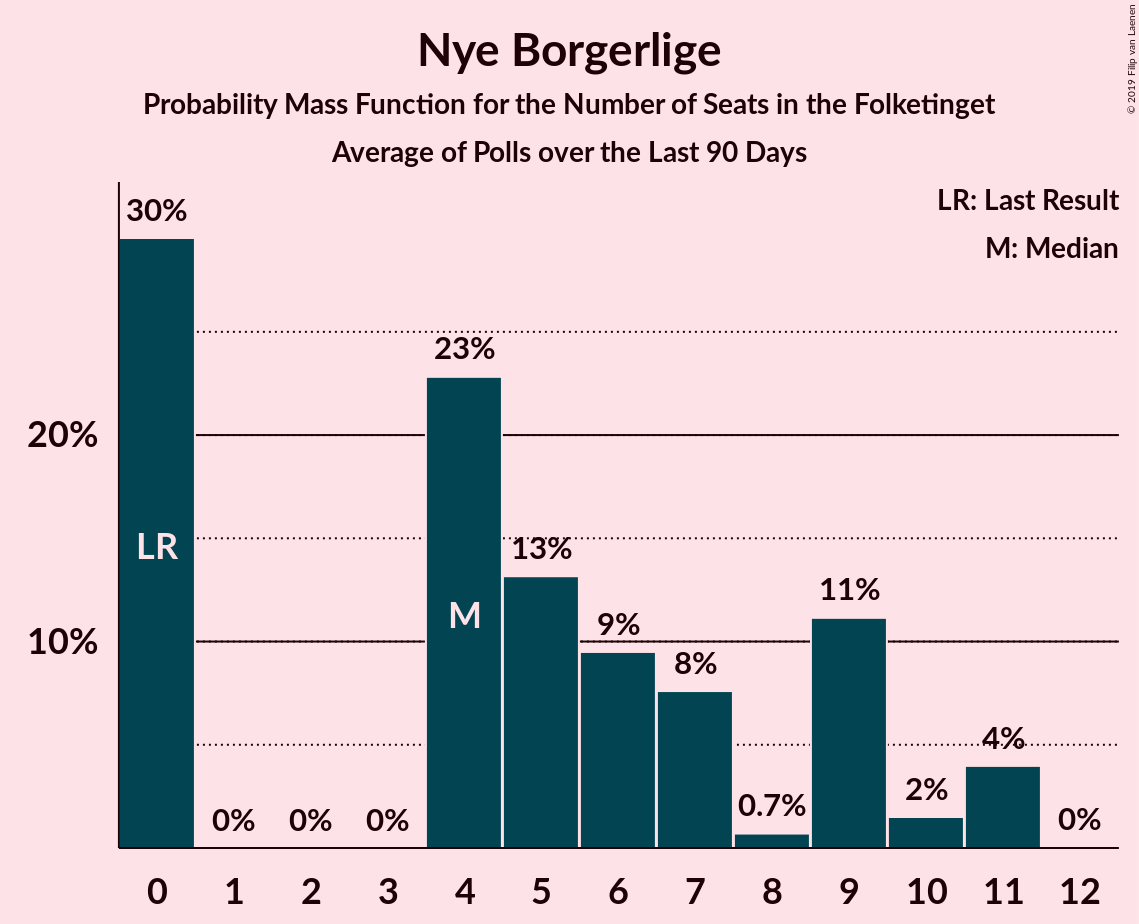 Nye Borgerlige
Probability Mass Function for the Number of Seats in the Folketinget
Average of Polls over the Last 90 Days
© 2019 Filip van Laenen
LR: Last Result
M: Median
30%
23%
20%
LR
13%
11%
M
9%
10%
8%
4%
0.7%
2%
0%
0%
0%
0%
0 1 2 3 4 5 6 7 8 9 10 11 12